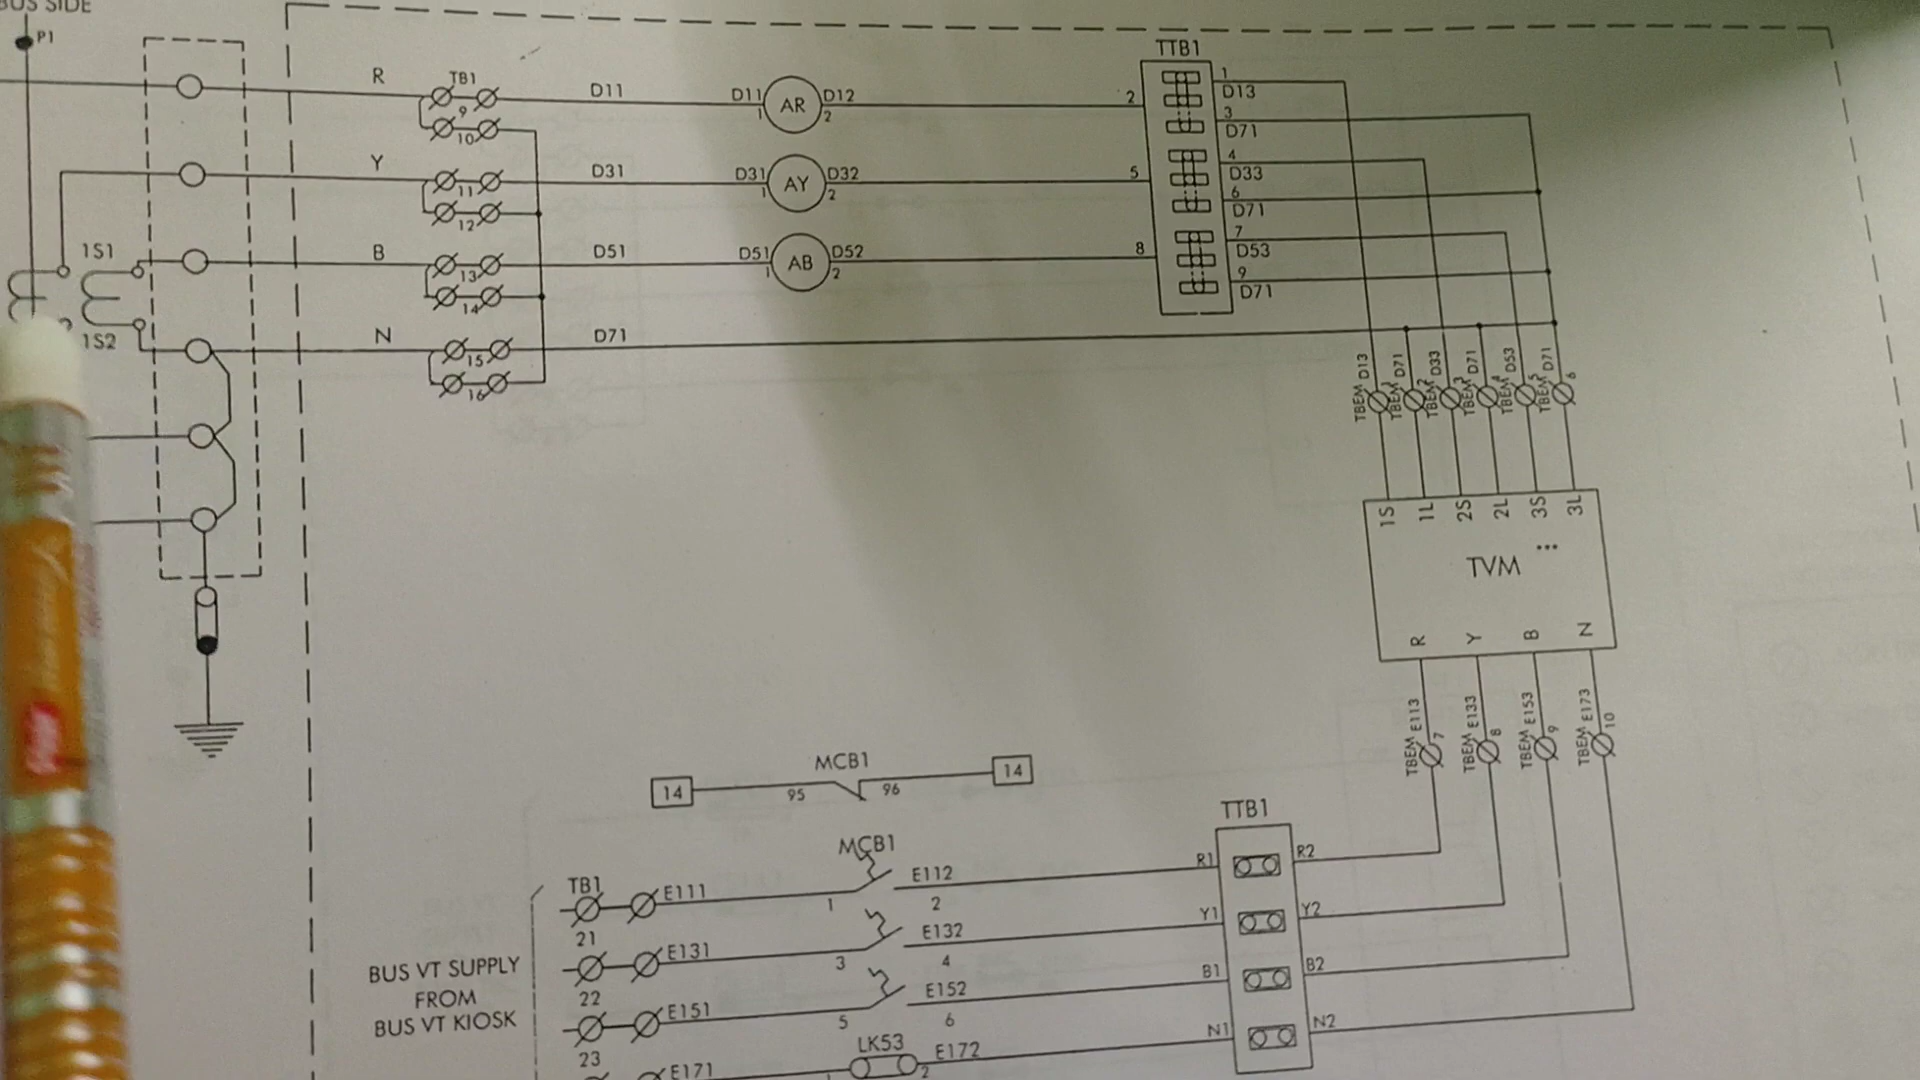 BUS SIDE
P1
TTB1
R
TB1
D11
D11
AR
D12
1
2
2
1
D13
9
10
3
D71
Y
11
12
D31
D31
AY
D32
1
2
5
4
D33
6
D71
1S1
B
13
14
D51
D51
AB
D52
1
2
8
7
D53
9
D71
1S2
N
15
16
D71
TBEM D13
1
TBEM D71
2
TBEM D33
3
TBEM D71
4
TBEM D53
5
TBEM D71
6
1S
1L
2S
2L
3S
3L
TVM
R
Y
B
N
TBEM E113
7
TBEM E133
8
TBEM E153
9
TBEM E173
10
MCB1
14
95
96
14
TTB1
MCB1
TB1
E111
1
E112
2
R1
R2
21
E131
3
E132
4
Y1
Y2
22
E151
5
E152
6
B1
B2
23
E171
1
LK53
2
E172
N1
N2
BUS VT SUPPLY
FROM
BUS VT KIOSK